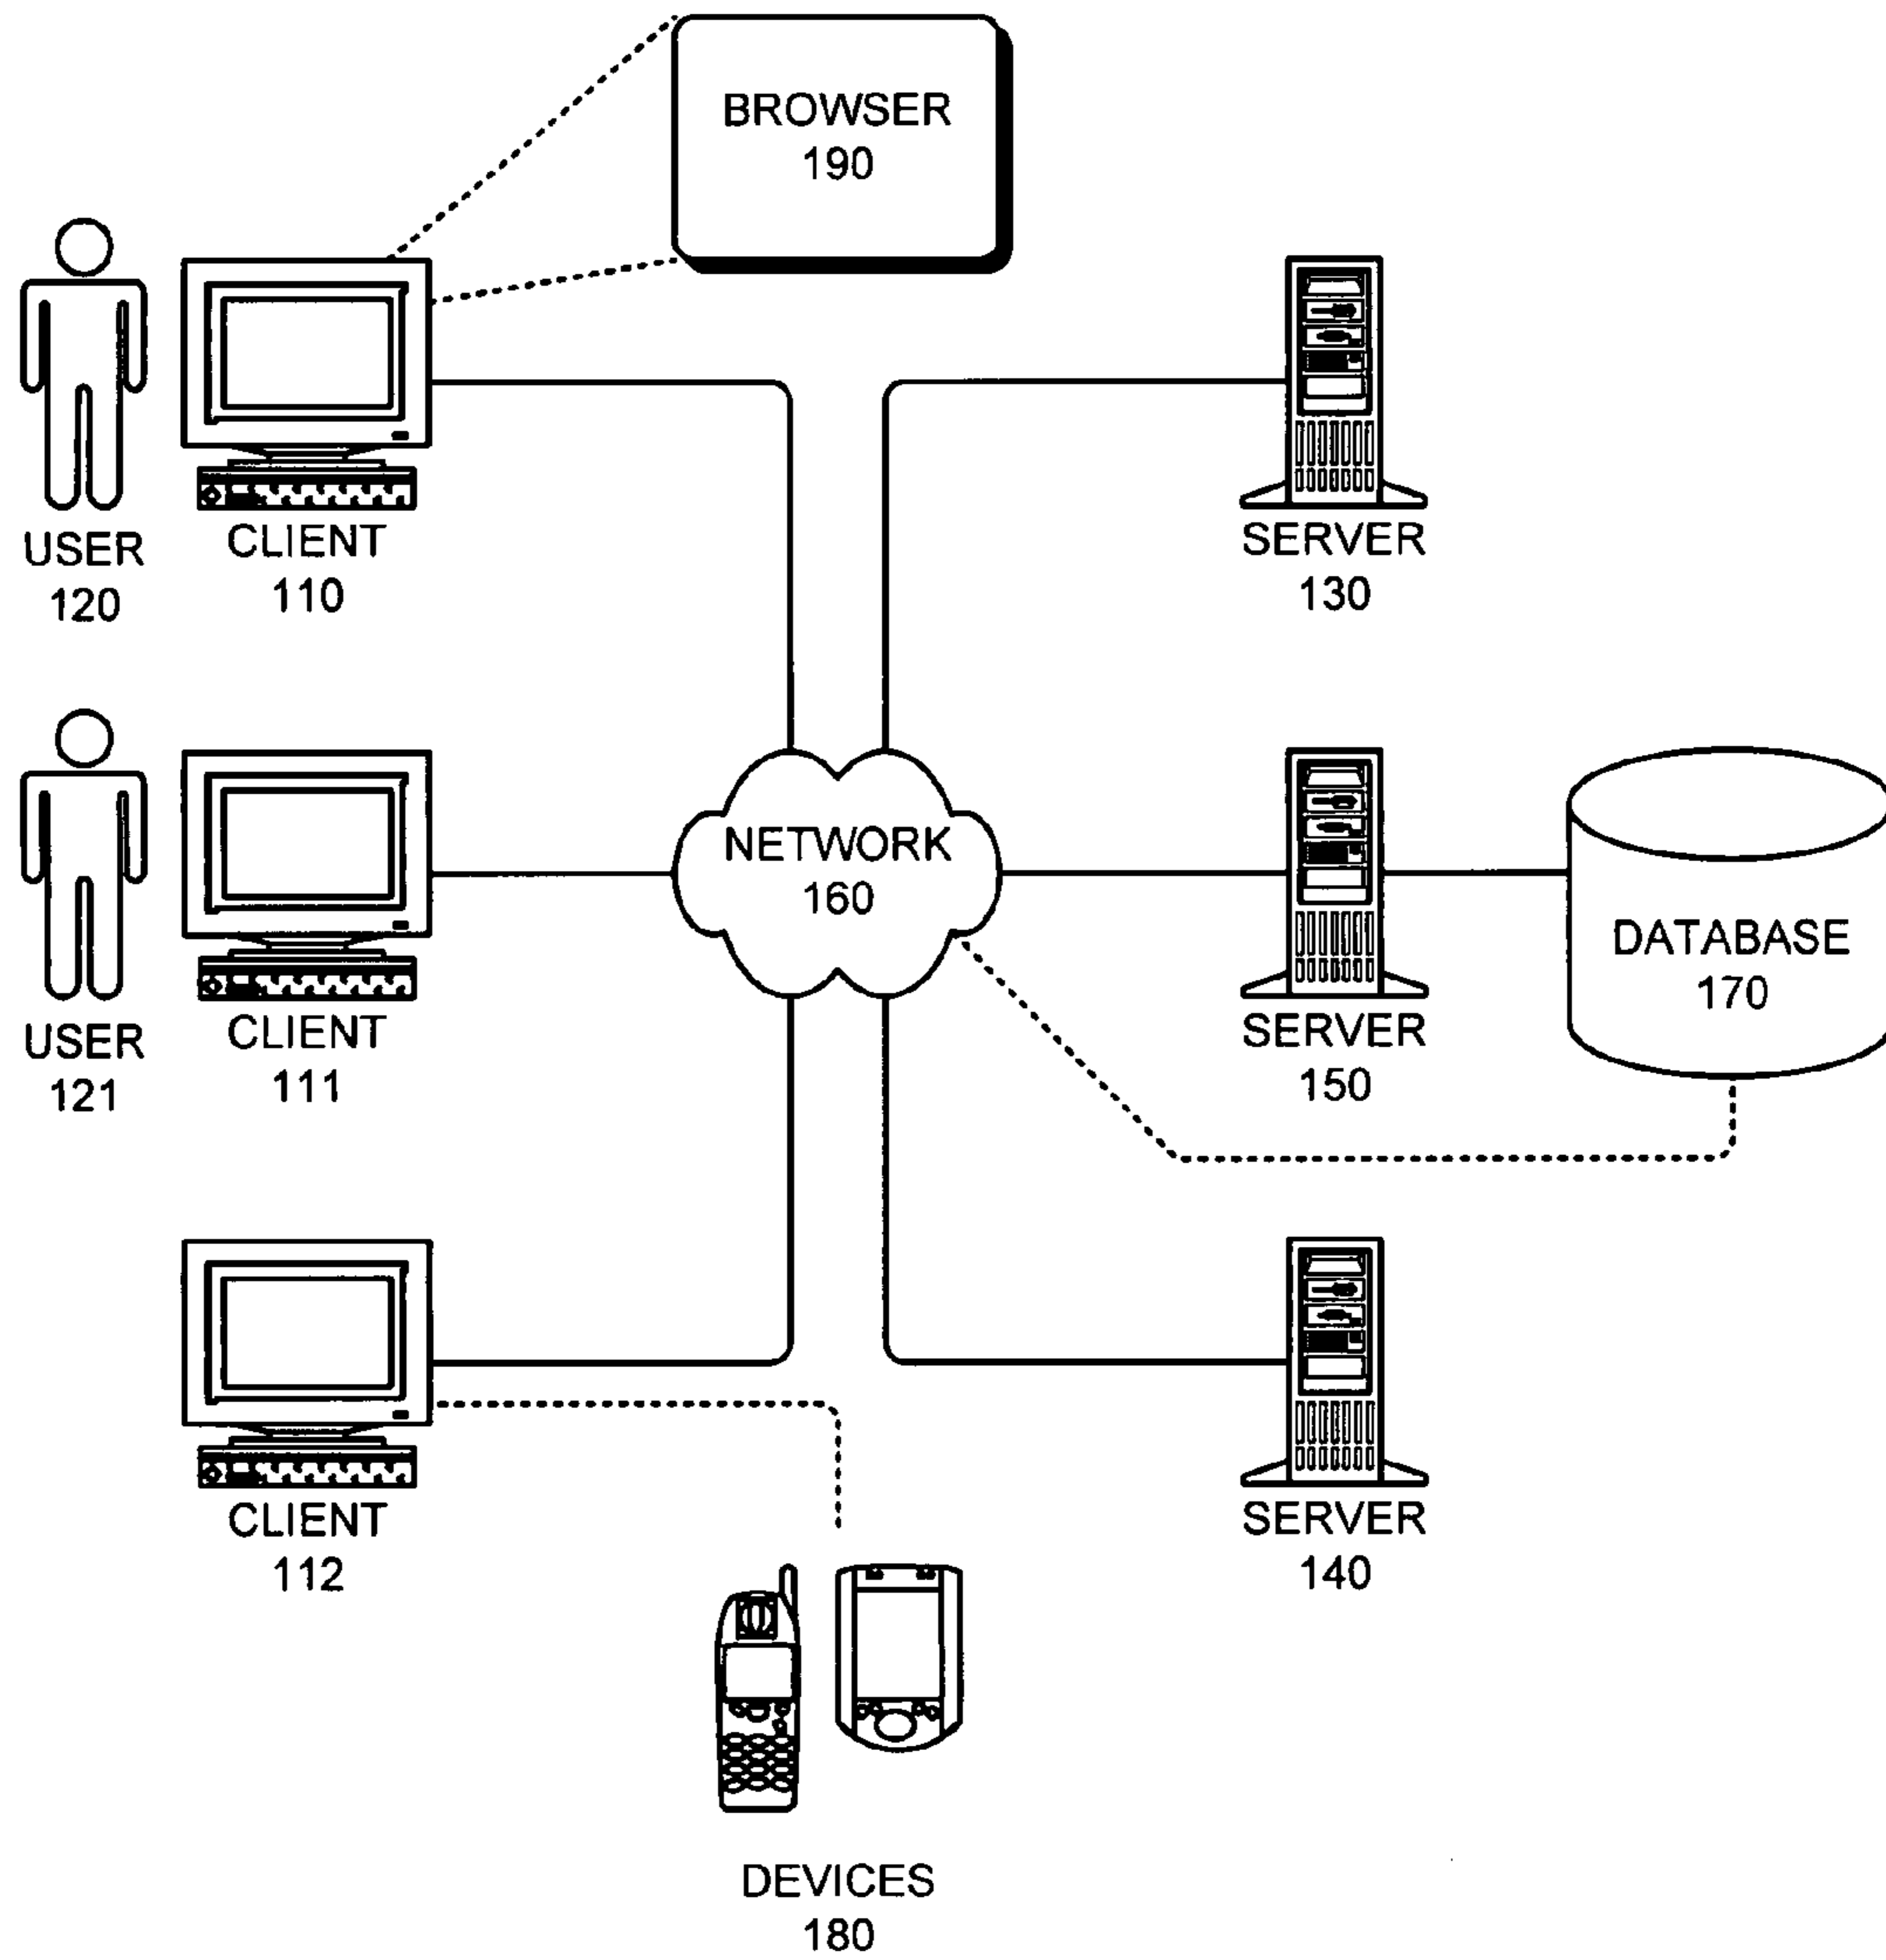 BROWSER
190
USER
120
CLIENT
110
SERVER
130
USER
121
CLIENT
111
NETWORK
160
SERVER
150
DATABASE
170
CLIENT
112
SERVER
140
DEVICES
180